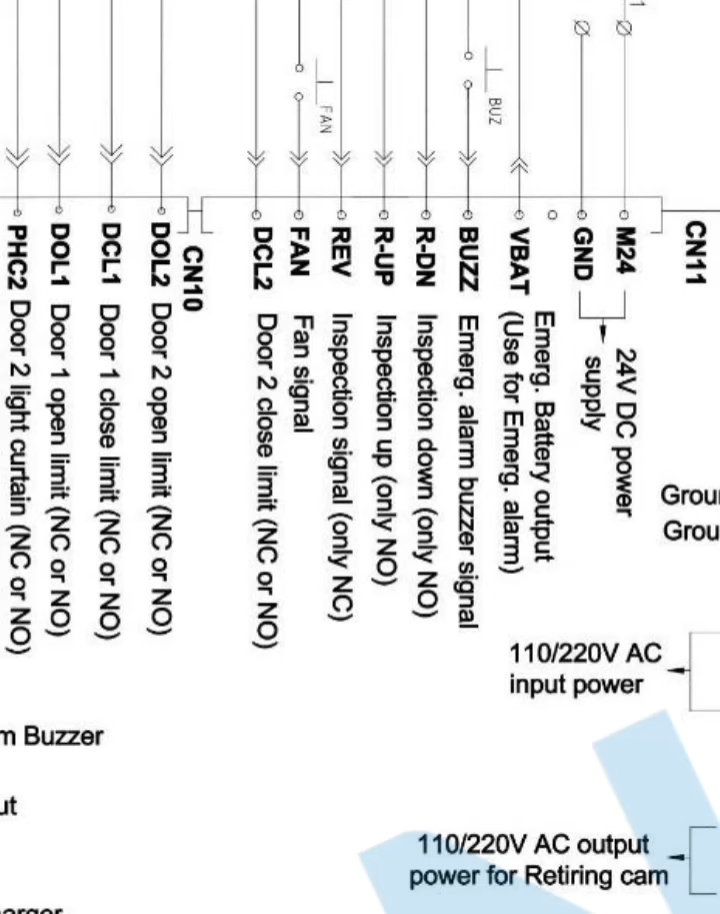 FAN
BUZ
PHC2 Door 2 light curtain (NC or NO)
DOL1 Door 1 open limit (NC or NO)
DCL1 Door 1 close limit (NC or NO)
DOL2 Door 2 open limit (NC or NO)
CN10
DCL2 Door 2 close limit (NC or NO)
FAN Fan signal
REV Inspection signal (only NC)
R-UP Inspection up (only NO)
R-DN Inspection down (only NO)
BUZZ Emerg. alarm buzzer signal
VBAT Emerg. Battery output
(Use for Emerg. alarm)
GND
M24
24V DC power
supply
CN11
Grou
Grou
110/220V AC
input power
m Buzzer
ut
110/220V AC output
power for Retiring cam